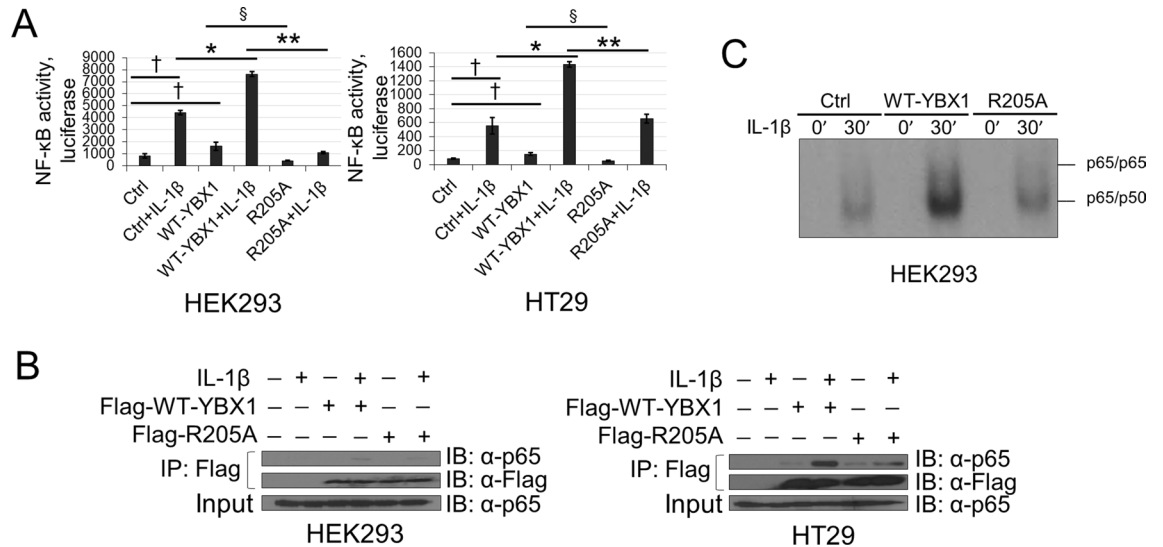 A
§
* **
†
†
NF-κB activity,
luciferase
9000
8000
7000
6000
5000
4000
3000
2000
1000
0
Ctrl
Ctrl+IL-1β
WT-YBX1
WT-YBX1+IL-1β
R205A
R205A+IL-1β
HEK293
§
* **
†
†
NF-κB activity,
luciferase
1600
1400
1200
1000
800
600
400
200
0
Ctrl
Ctrl+IL-1β
WT-YBX1
WT-YBX1+IL-1β
R205A
R205A+IL-1β
HT29
C
Ctrl WT-YBX1 R205A
IL-1β 0′ 30′ 0′ 30′ 0′ 30′
p65/p65
p65/p50
HEK293
B
IL-1β – + – + – +
Flag-WT-YBX1 – – + + – –
Flag-R205A – – – – + +
IP: Flag
IB: α-p65
IB: α-Flag
Input IB: α-p65
HEK293
IL-1β – + – + – +
Flag-WT-YBX1 – – + + – –
Flag-R205A – – – – + +
IP: Flag
IB: α-p65
IB: α-Flag
Input IB: α-p65
HT29